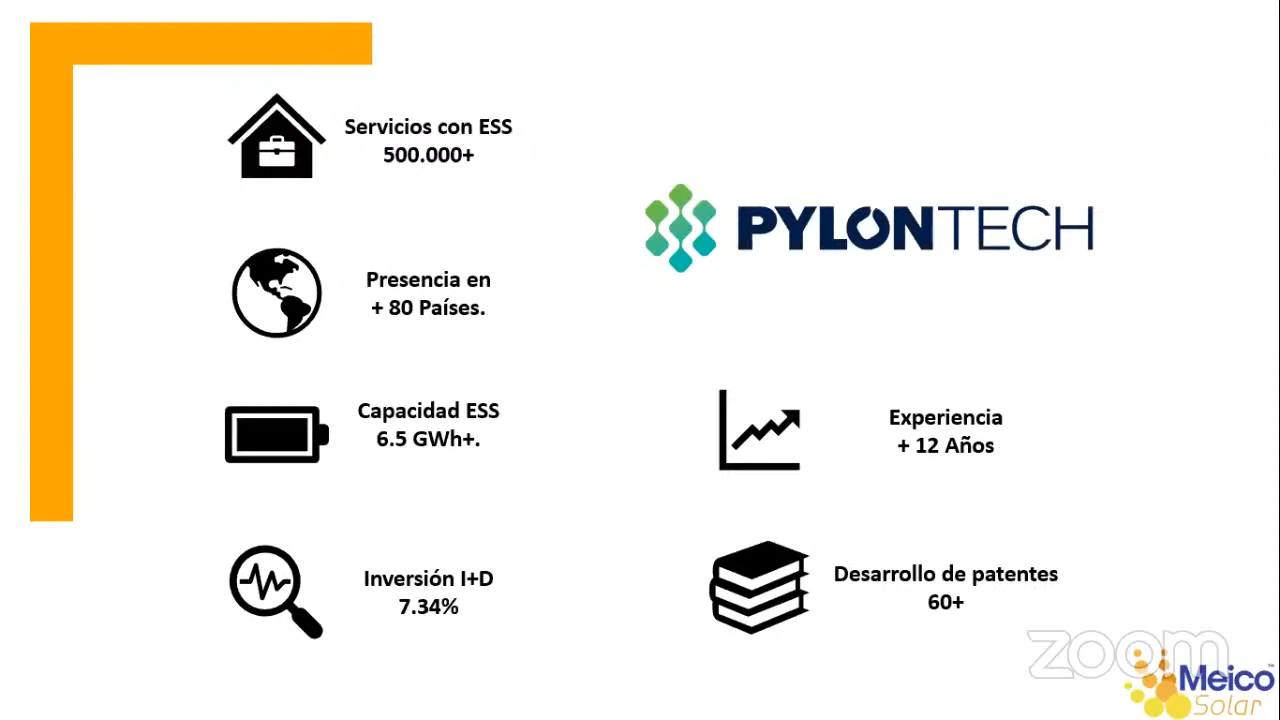 Servicios con ESS
500.000+
PYLONTECH
Presencia en
+ 80 Países.
Capacidad ESS
6.5 GWh+.
Experiencia
+ 12 Años
Inversión I+D
7.34%
Desarrollo de patentes
60+
zoom
Meico
Solar